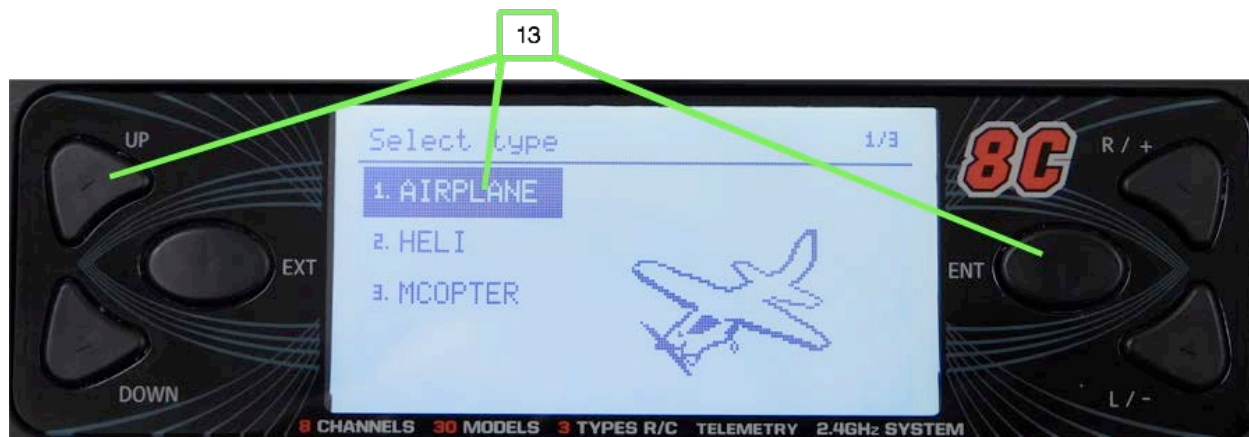 13
UP
Select type 1/3
8C
R / +
1. AIRPLANE
2. HELI
EXT
ENT
3. MCOPTER
DOWN
L / -
8 CHANNELS 30 MODELS 3 TYPES R/C TELEMETRY 2.4GHz SYSTEM